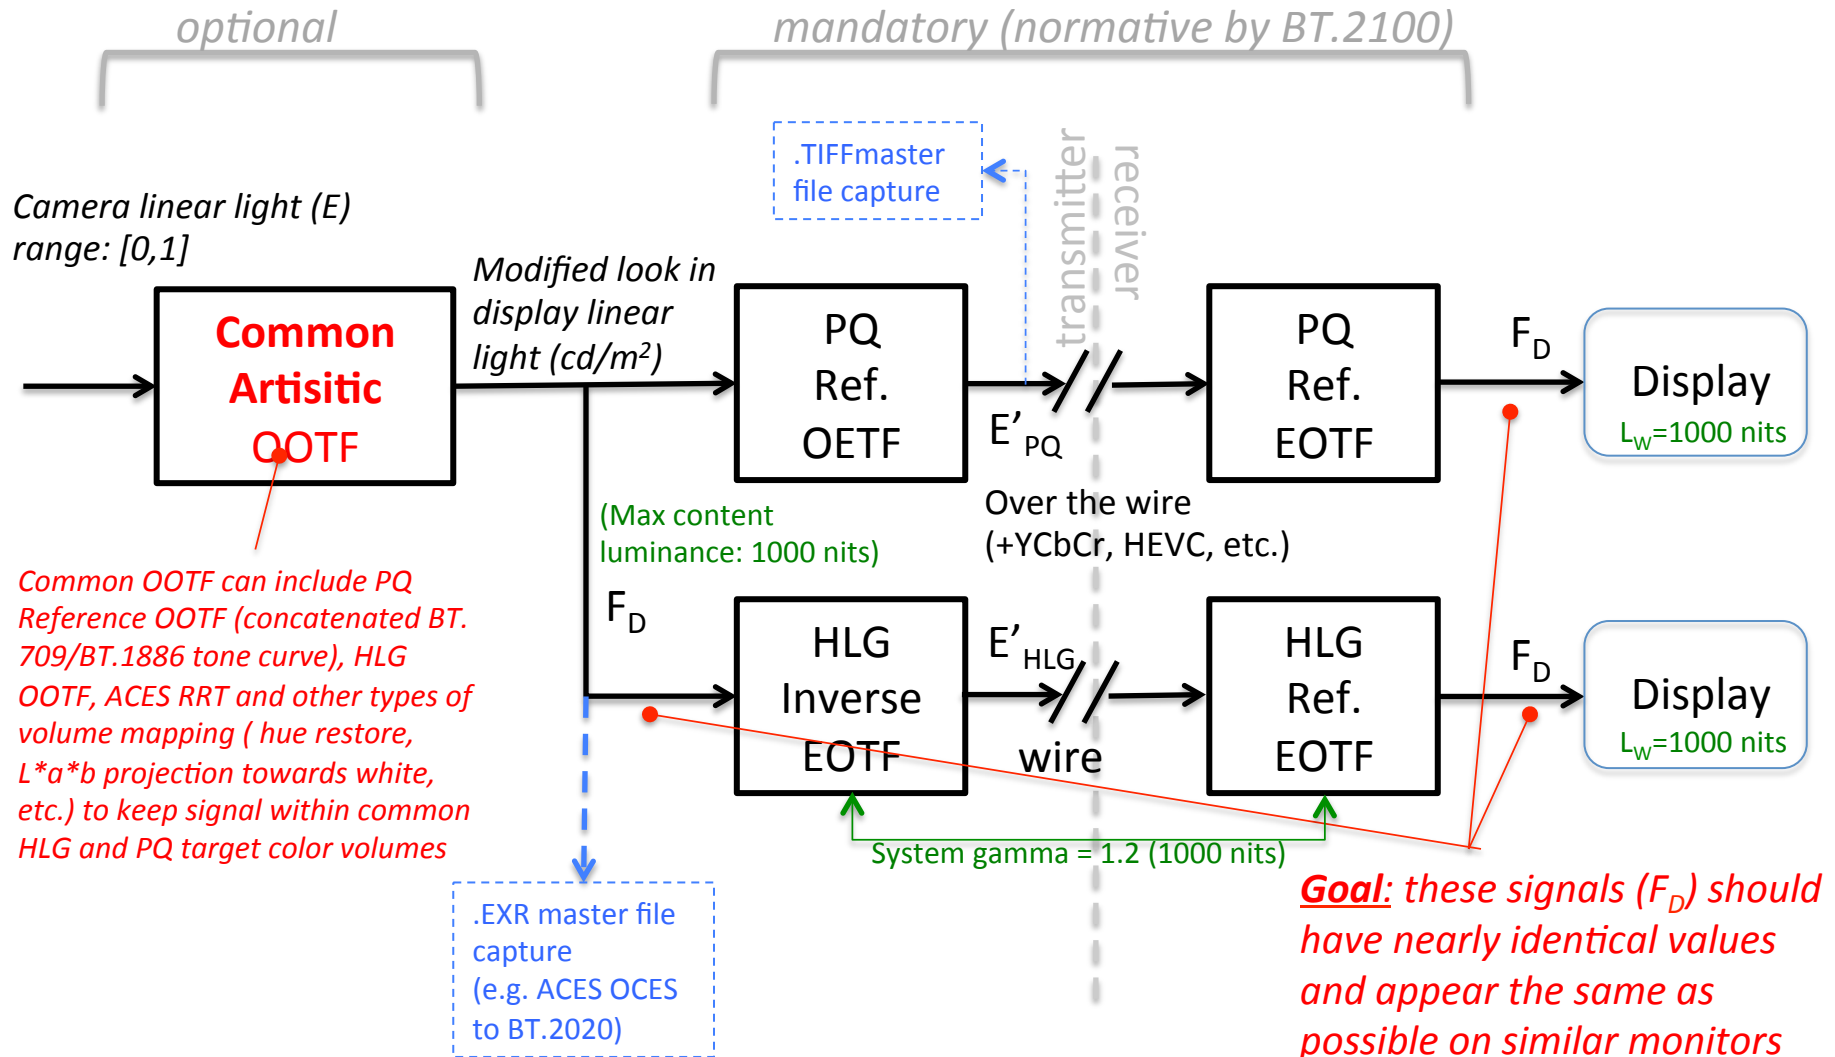 optional
mandatory (normative by BT.2100)
.TIFFmaster
file capture
transmitter
receiver
Camera linear light (E)
range: [0,1]
Common
Artisitic
OOTF
Modified look in
display linear
light (cd/m²)
PQ
Ref.
OETF
E'PQ
PQ
Ref.
EOTF
FD
Display
LW=1000 nits
(Max content
luminance: 1000 nits)
Over the wire
(+YCbCr, HEVC, etc.)
Common OOTF can include PQ
Reference OOTF (concatenated BT.
709/BT.1886 tone curve), HLG
OOTF, ACES RRT and other types of
volume mapping ( hue restore,
L*a*b projection towards white,
etc.) to keep signal within common
HLG and PQ target color volumes
FD
HLG
Inverse
EOTF
E'HLG
wire
HLG
Ref.
EOTF
FD
Display
LW=1000 nits
System gamma = 1.2 (1000 nits)
.EXR master file
capture
(e.g. ACES OCES
to BT.2020)
Goal: these signals (FD) should
have nearly identical values
and appear the same as
possible on similar monitors